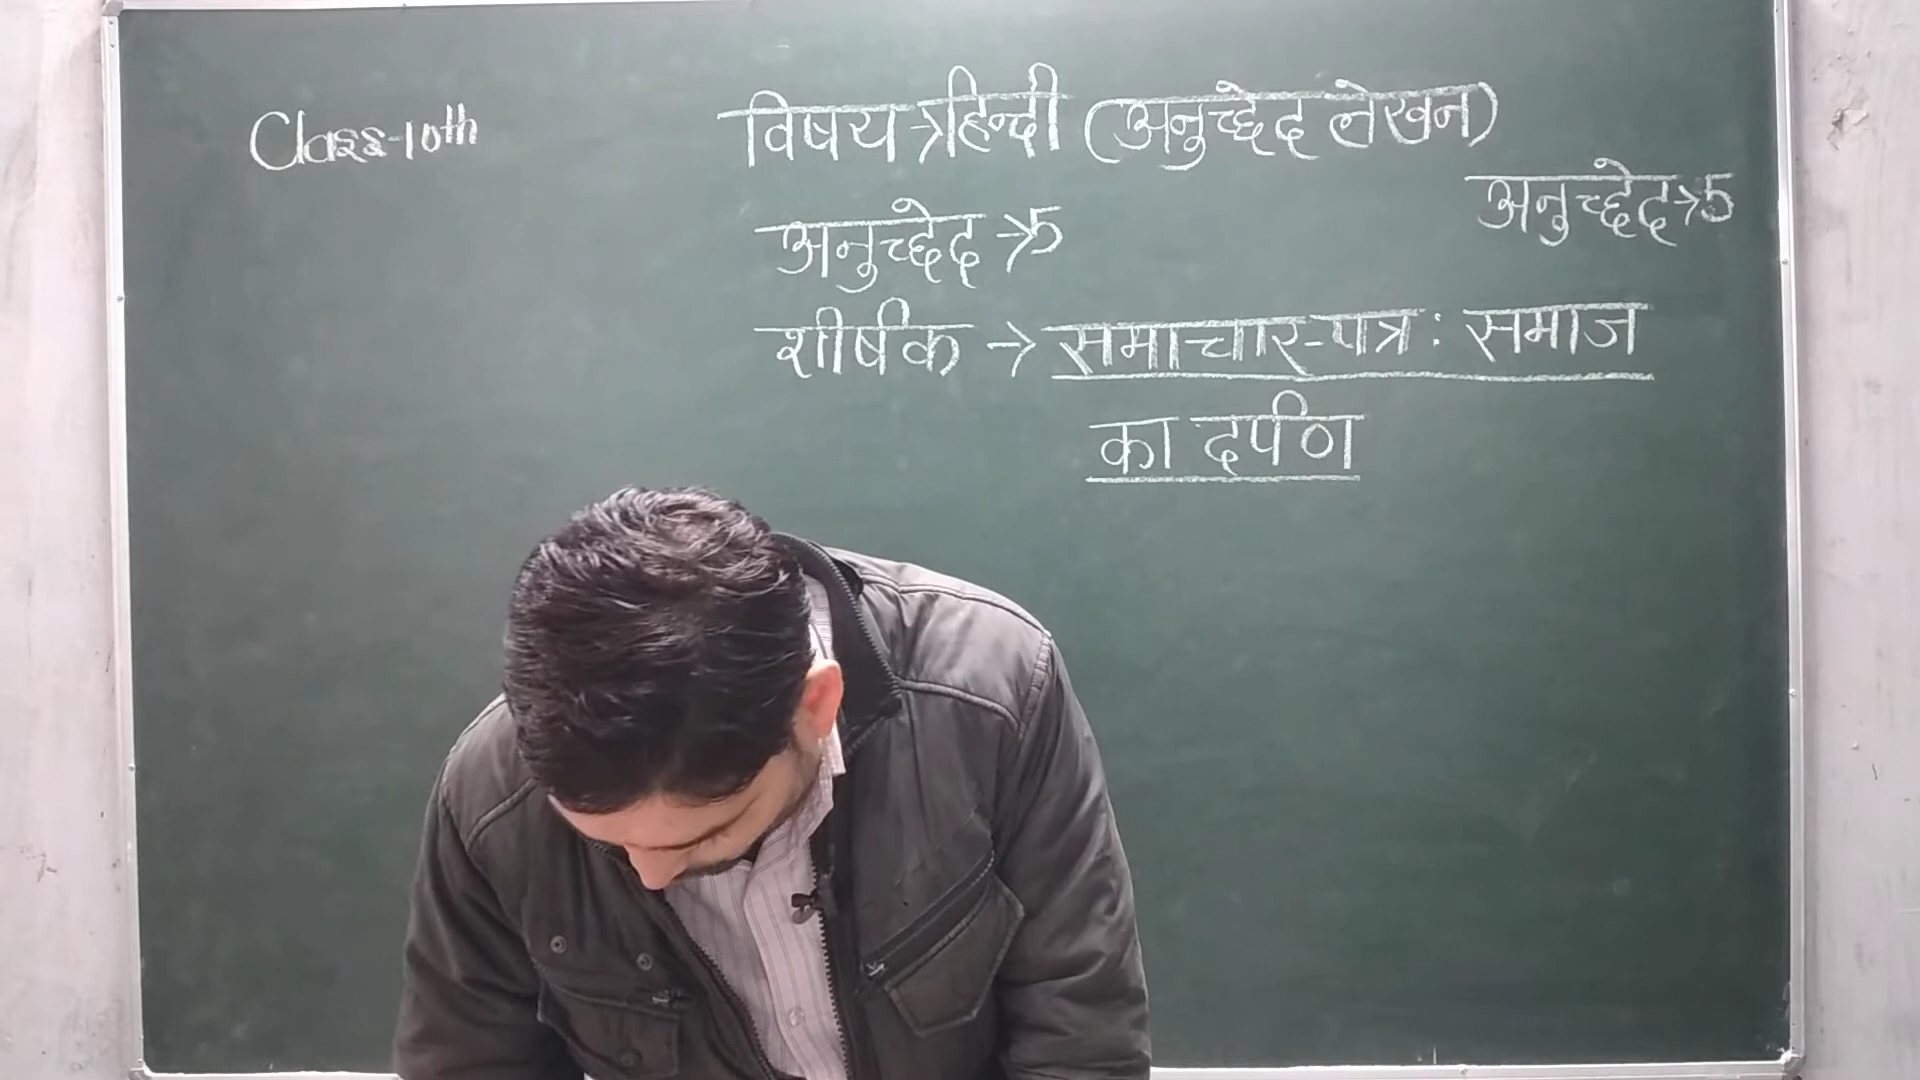 Class-10th
विषय→हिन्दी (अनुच्छेद लेखन)
अनुच्छेद→5
अनुच्छेद →5
शीर्षक → समाचार-पत्र : समाज
का दर्पण